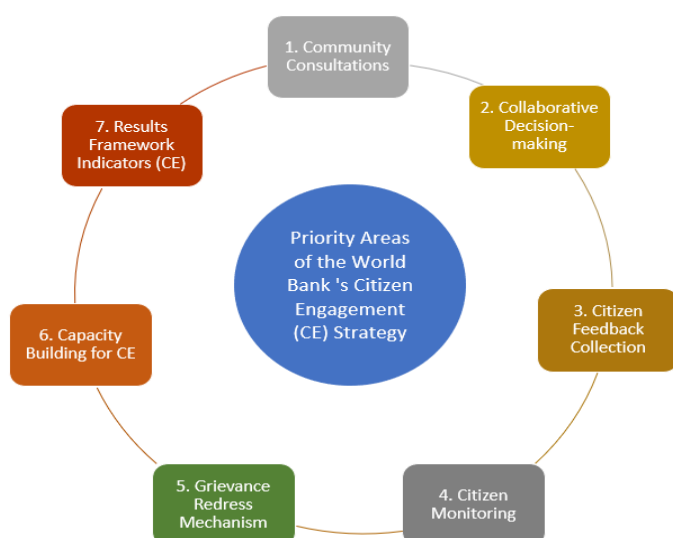 1. Community
Consultations
2. Collaborative
Decision-
making
3. Citizen
Feedback
Collection
4. Citizen
Monitoring
5. Grievance
Redress
Mechanism
6. Capacity
Building for CE
7. Results
Framework
Indicators (CE)
Priority Areas
of the World
Bank 's Citizen
Engagement
(CE) Strategy